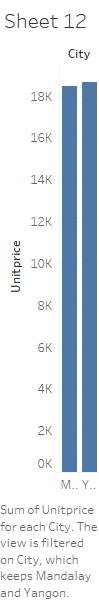 Sheet 12
City
Unitprice
18K
16K
14K
12K
10K
8K
6K
4K
2K
0K
M.. Y..
Sum of Unitprice
for each City. The
view is filtered
on City, which
keeps Mandalay
and Yangon.